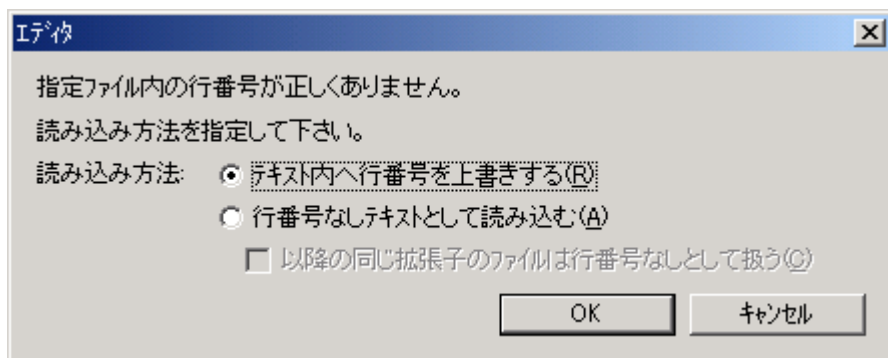 ｴﾃﾞｨﾀ
指定ﾌｧｲﾙ内の行番号が正しくありません。
読み込み方法を指定して下さい。
読み込み方法: ﾃｷｽﾄ内へ行番号を上書きする(R)
行番号なしﾃｷｽﾄとして読み込む(A)
以降の同じ拡張子のﾌｧｲﾙは行番号なしとして扱う(C)
OK ｷｬﾝｾﾙ